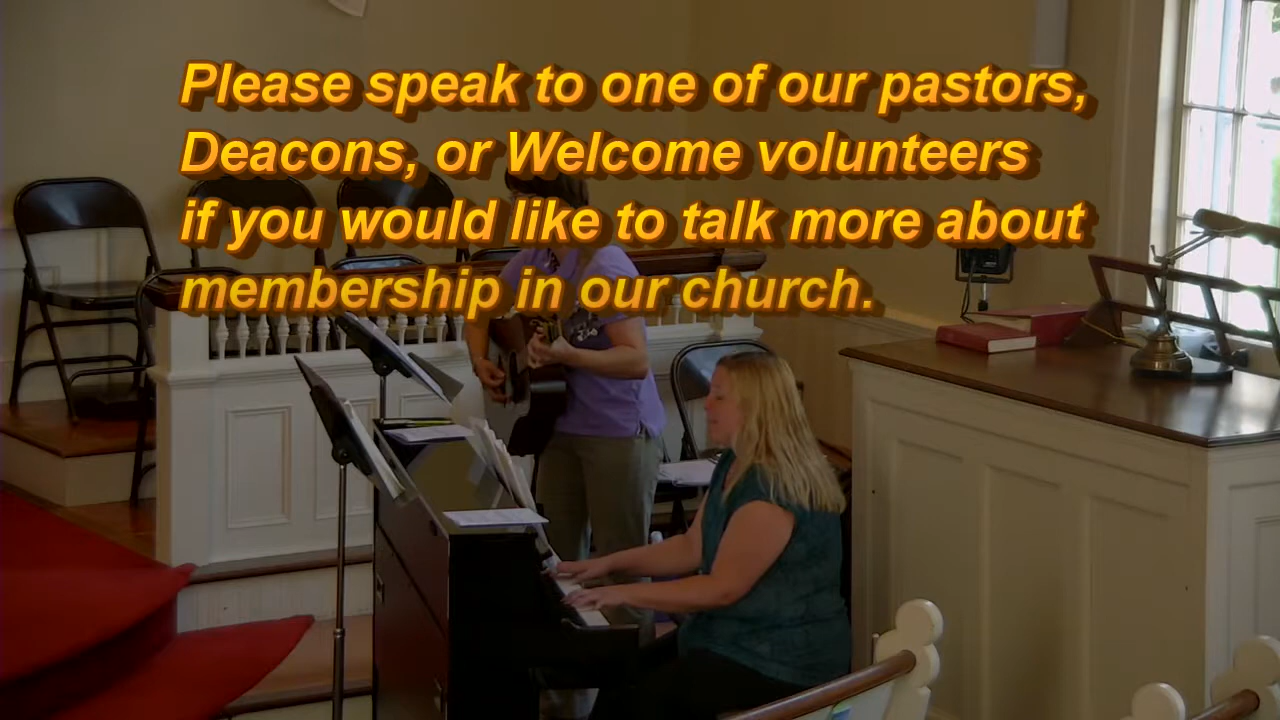 Please speak to one of our pastors,
Deacons, or Welcome volunteers
if you would like to talk more about
membership in our church.